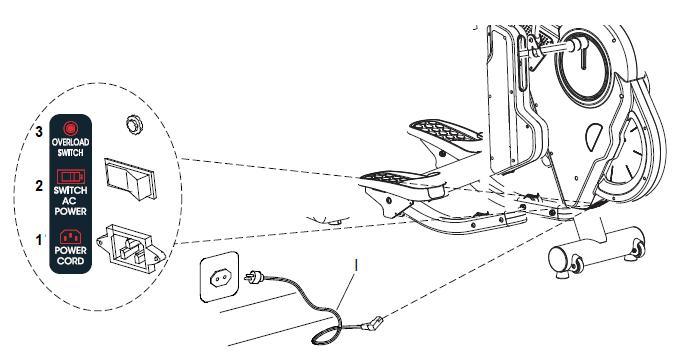 3
OVERLOAD
SWITCH
2
SWITCH
AC
POWER
1
POWER
CORD
I